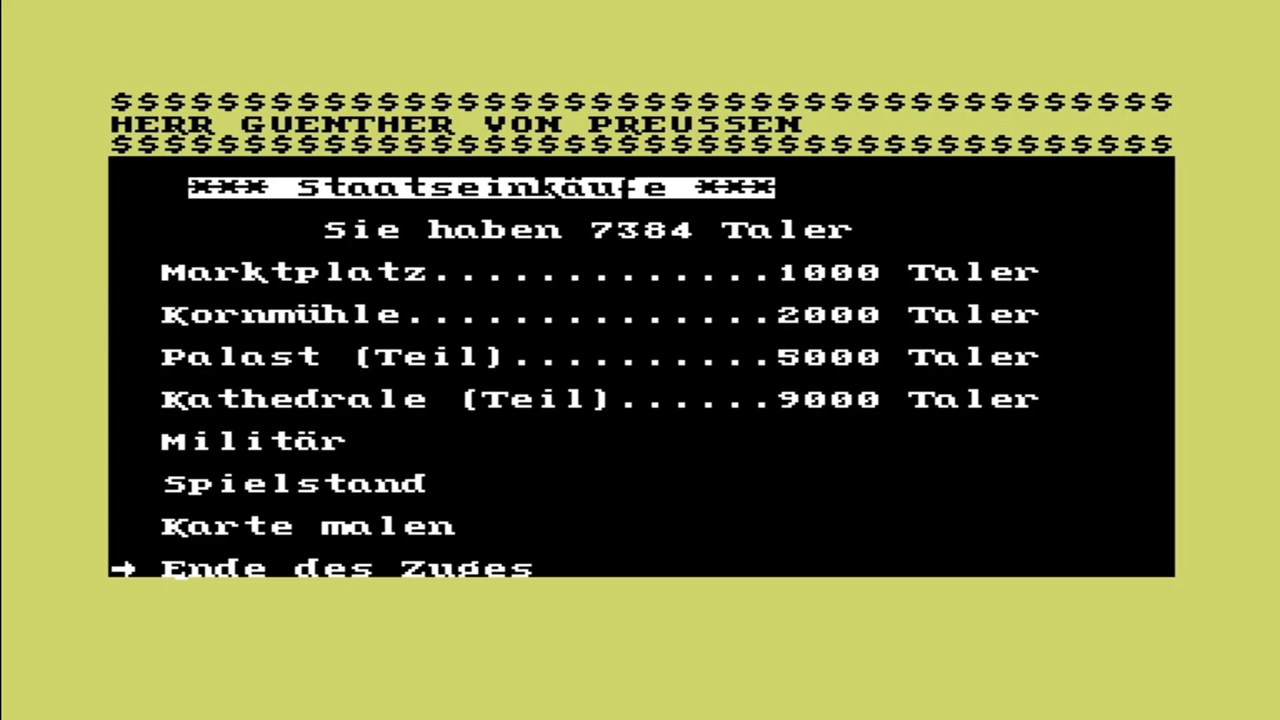 $$$$$$$$$$$$$$$$$$$$$$$$$$$$$$$$$$$$$$$$
HERR GUENTHER VON PREUSSEN
$$$$$$$$$$$$$$$$$$$$$$$$$$$$$$$$$$$$$$$$
*** Staatseinkäufe ***
Sie haben 7384 Taler
Marktplatz.............1000 Taler
Kornmühle..............2000 Taler
Palast (Teil)..........5000 Taler
Kathedrale (Teil)......9000 Taler
Militär
Spielstand
Karte malen
→ Ende des Zuges